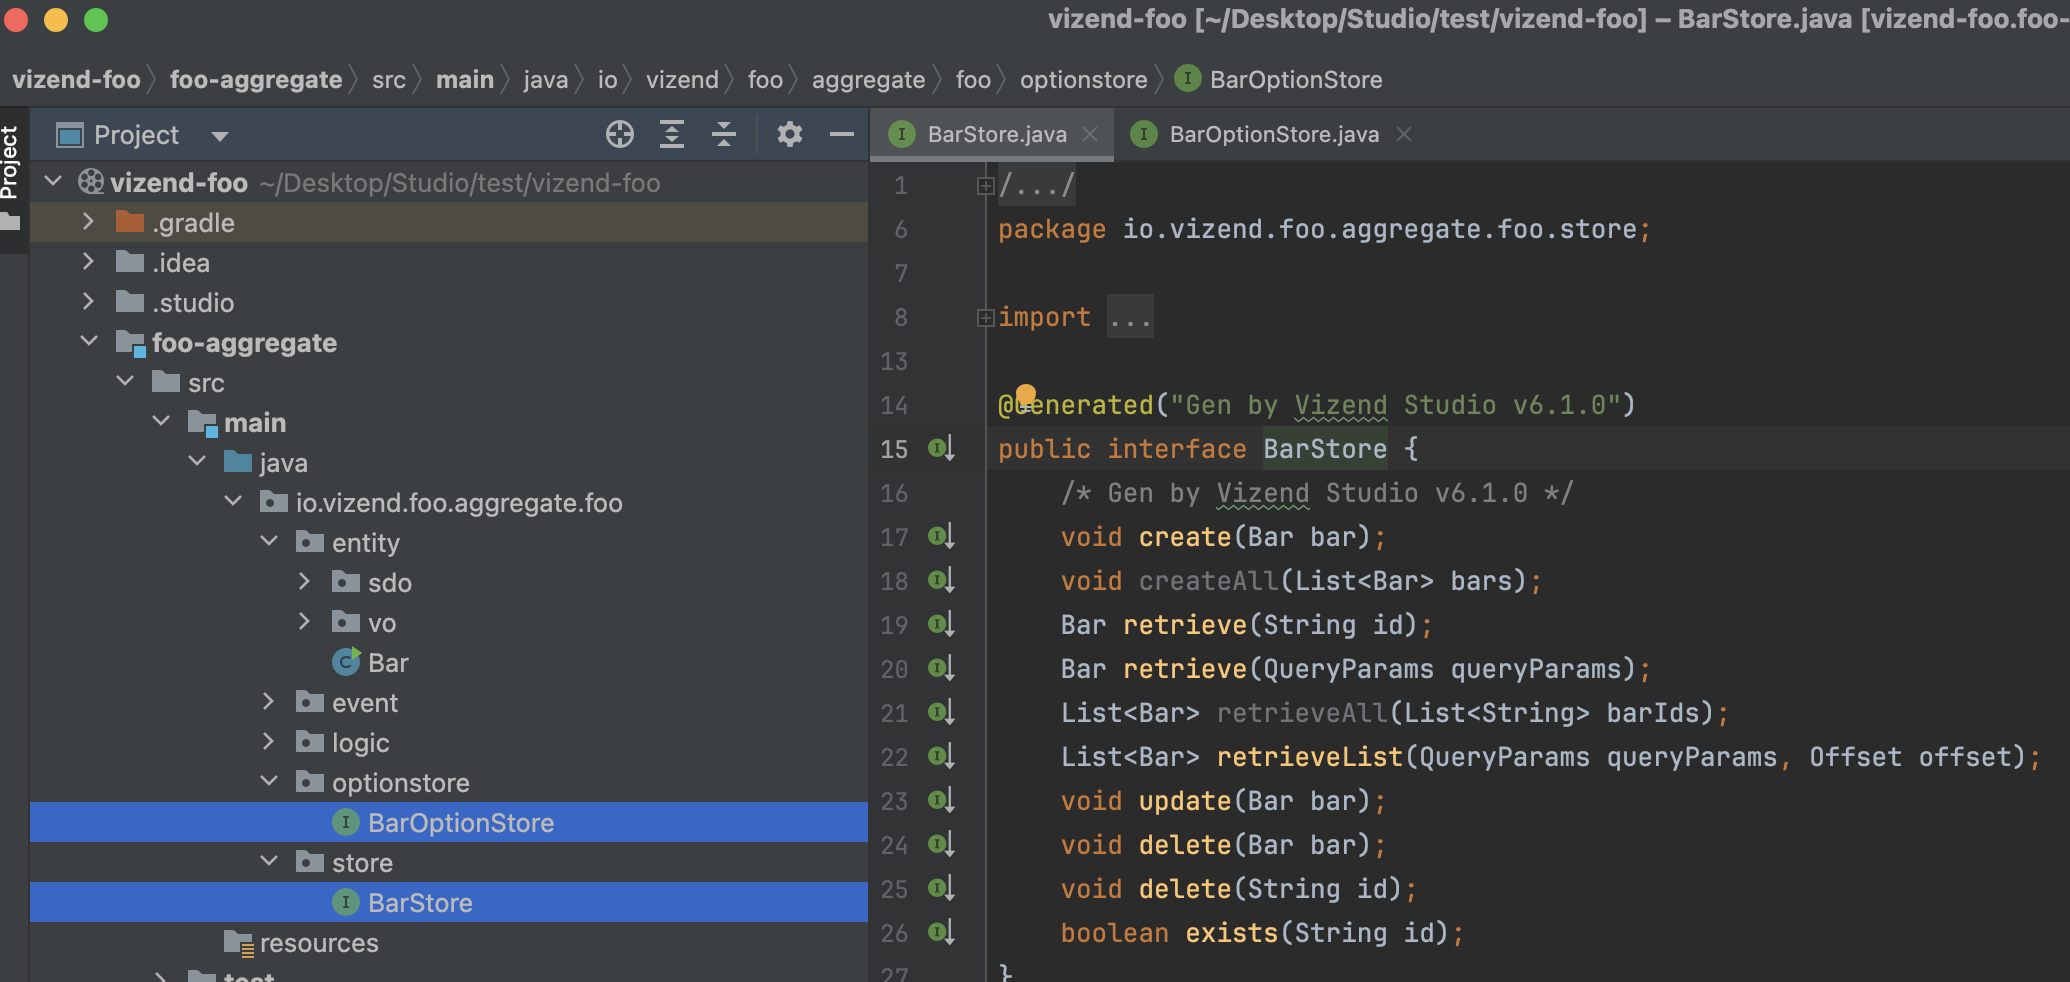 vizend-foo [~/Desktop/Studio/test/vizend-foo] – BarStore.java [vizend-foo.foo-
vizend-foo foo-aggregate src main java io vizend foo aggregate foo optionstore BarOptionStore
Project
Project
vizend-foo ~/Desktop/Studio/test/vizend-foo
.gradle
.idea
.studio
foo-aggregate
src
main
java
io.vizend.foo.aggregate.foo
entity
sdo
vo
Bar
event
logic
optionstore
BarOptionStore
store
BarStore
resources
test
BarStore.java BarOptionStore.java
1 /.../
6 package io.vizend.foo.aggregate.foo.store;
7
8 import ...
13
14 @Generated("Gen by Vizend Studio v6.1.0")
15 public interface BarStore {
16 /* Gen by Vizend Studio v6.1.0 */
17 void create(Bar bar);
18 void createAll(List<Bar> bars);
19 Bar retrieve(String id);
20 Bar retrieve(QueryParams queryParams);
21 List<Bar> retrieveAll(List<String> barIds);
22 List<Bar> retrieveList(QueryParams queryParams, Offset offset);
23 void update(Bar bar);
24 void delete(Bar bar);
25 void delete(String id);
26 boolean exists(String id);
27 }